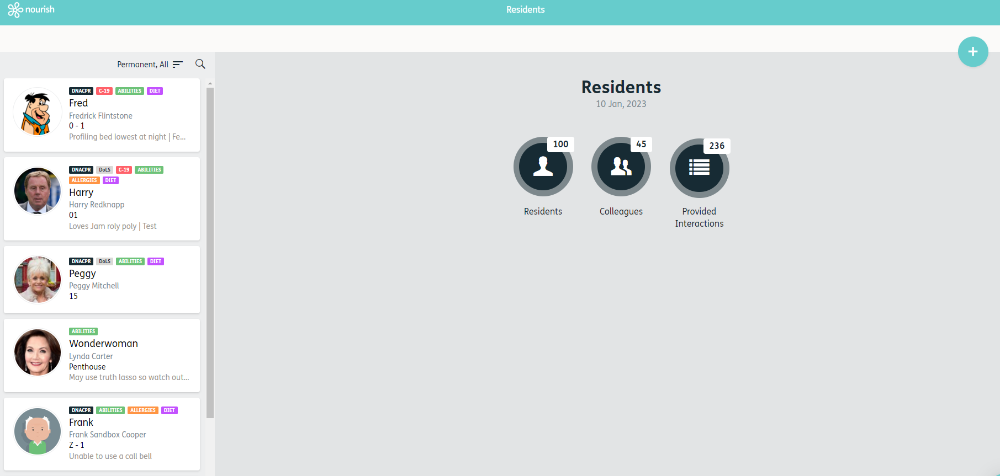 nourish
Residents
Permanent, All
DNACPR C-19 ABILITIES DIET
Fred
Fredrick Flintstone
0 - 1
Profiling bed lowest at night | Fe...
DNACPR DoLS C-19 ABILITIES
ALLERGIES DIET
Harry
Harry Redknapp
01
Loves Jam roly poly | Test
DNACPR DoLS ABILITIES DIET
Peggy
Peggy Mitchell
15
ABILITIES
Wonderwoman
Lynda Carter
Penthouse
May use truth lasso so watch out...
DNACPR ABILITIES ALLERGIES DIET
Frank
Frank Sandbox Cooper
Z - 1
Unable to use a call bell
Residents
10 Jan, 2023
100
Residents
45
Colleagues
236
Provided
Interactions